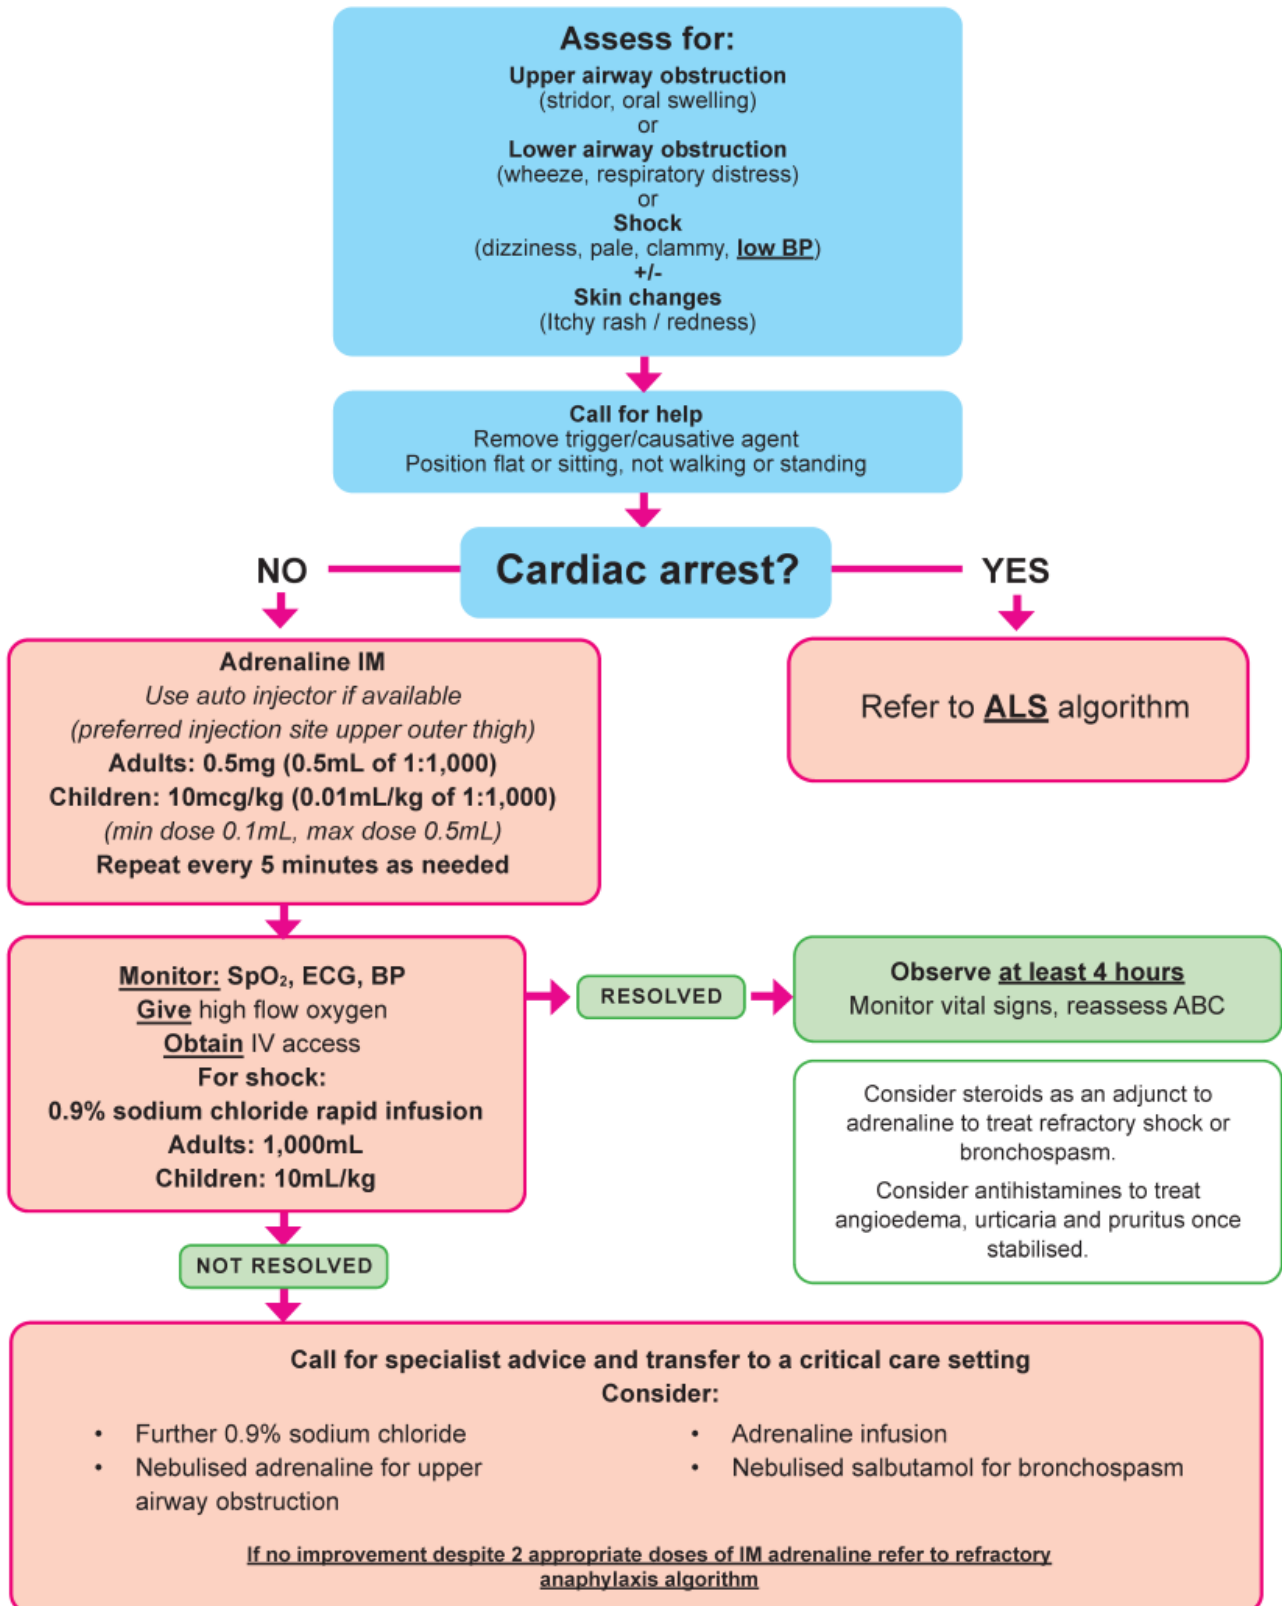 Assess for:
Upper airway obstruction
(stridor, oral swelling)
or
Lower airway obstruction
(wheeze, respiratory distress)
or
Shock
(dizziness, pale, clammy, low BP)
+/-
Skin changes
(Itchy rash / redness)
Call for help
Remove trigger/causative agent
Position flat or sitting, not walking or standing
Cardiac arrest?
NO
YES
Adrenaline IM
Use auto injector if available
(preferred injection site upper outer thigh)
Adults: 0.5mg (0.5mL of 1:1,000)
Children: 10mcg/kg (0.01mL/kg of 1:1,000)
(min dose 0.1mL, max dose 0.5mL)
Repeat every 5 minutes as needed
Refer to ALS algorithm
Monitor: SpO₂, ECG, BP
Give high flow oxygen
Obtain IV access
For shock:
0.9% sodium chloride rapid infusion
Adults: 1,000mL
Children: 10mL/kg
RESOLVED
Observe at least 4 hours
Monitor vital signs, reassess ABC
Consider steroids as an adjunct to
adrenaline to treat refractory shock or
bronchospasm.
Consider antihistamines to treat
angioedema, urticaria and pruritus once
stabilised.
NOT RESOLVED
Call for specialist advice and transfer to a critical care setting
Consider:
• Further 0.9% sodium chloride
• Nebulised adrenaline for upper
airway obstruction
• Adrenaline infusion
• Nebulised salbutamol for bronchospasm
If no improvement despite 2 appropriate doses of IM adrenaline refer to refractory
anaphylaxis algorithm